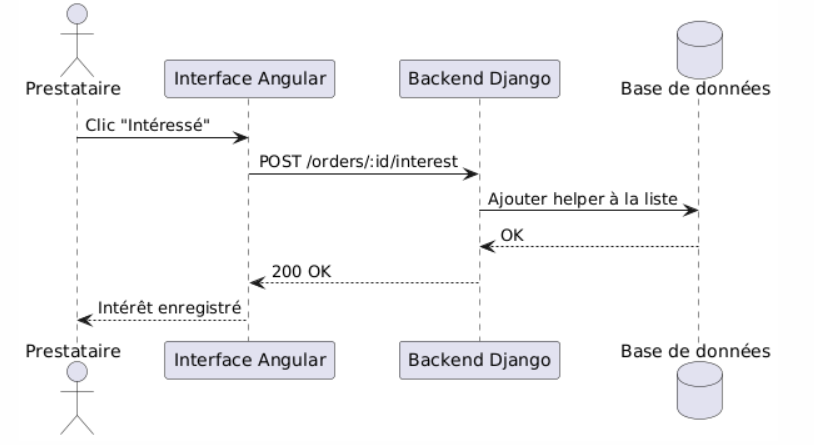 Prestataire
Interface Angular
Backend Django
Base de données
Clic "Intéressé"
POST /orders/:id/interest
Ajouter helper à la liste
OK
200 OK
Intérêt enregistré
Prestataire
Interface Angular
Backend Django
Base de données